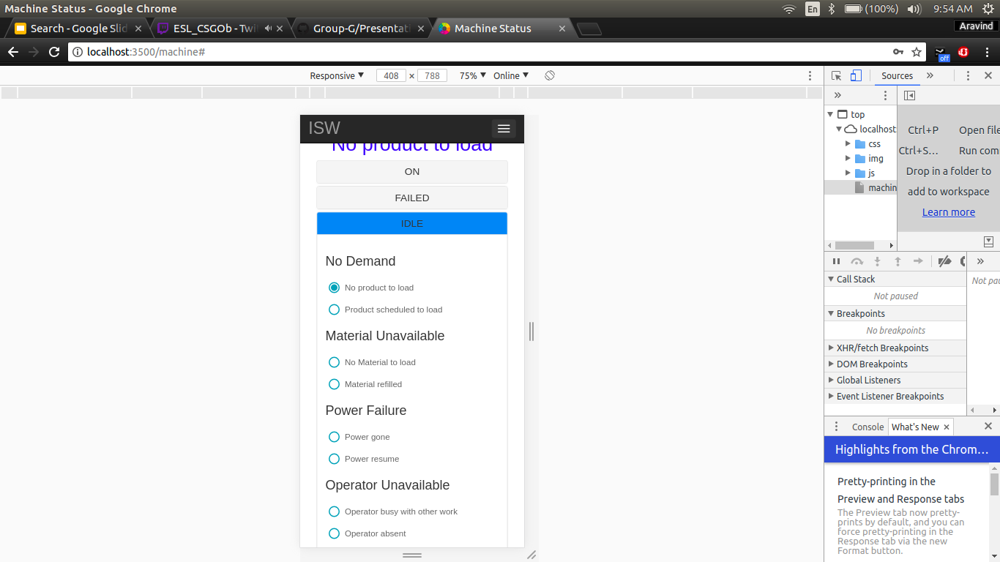 Machine Status - Google Chrome
En
(100%)
9:54 AM
Search - Google Slid
ESL_CSGOb - Twi
Group-G/Presentat
Machine Status
Aravind
localhost:3500/machine#
off
Responsive
408 × 788
75%
Online
Sources
ISW
No product to load
ON
FAILED
IDLE
No Demand
No product to load
Product scheduled to load
Material Unavailable
No Material to load
Material refilled
Power Failure
Power gone
Power resume
Operator Unavailable
Operator busy with other work
Operator absent
top
localhost
css
img
js
machin
Ctrl+P Open file
Ctrl+S... Run com
Drop in a folder to
add to workspace
Learn more
Call Stack
Not paused
Breakpoints
No breakpoints
XHR/fetch Breakpoints
DOM Breakpoints
Global Listeners
Event Listener Breakpoints
Not pau
Console
What's New
Highlights from the Chrom...
Pretty-printing in the
Preview and Response tabs
The Preview tab now pretty-
prints by default, and you can
force pretty-printing in the
Response tab via the new
Format button.